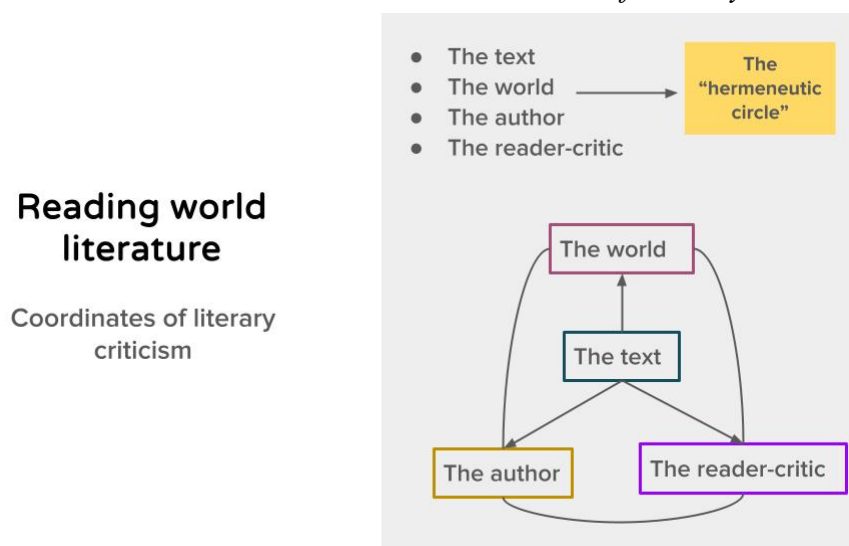 ● The text
● The world
● The author
● The reader-critic
The
“hermeneutic
circle”
Reading world
literature
Coordinates of literary
criticism
The world
The text
The author
The reader-critic